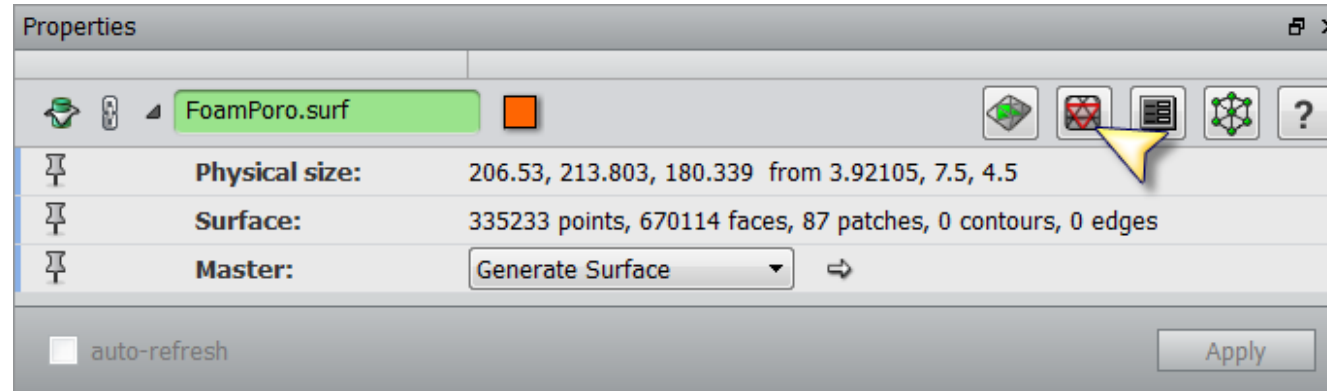 Properties
FoamPoro.surf
?
Physical size: 206.53, 213.803, 180.339 from 3.92105, 7.5, 4.5
Surface: 335233 points, 670114 faces, 87 patches, 0 contours, 0 edges
Master: Generate Surface
auto-refresh Apply